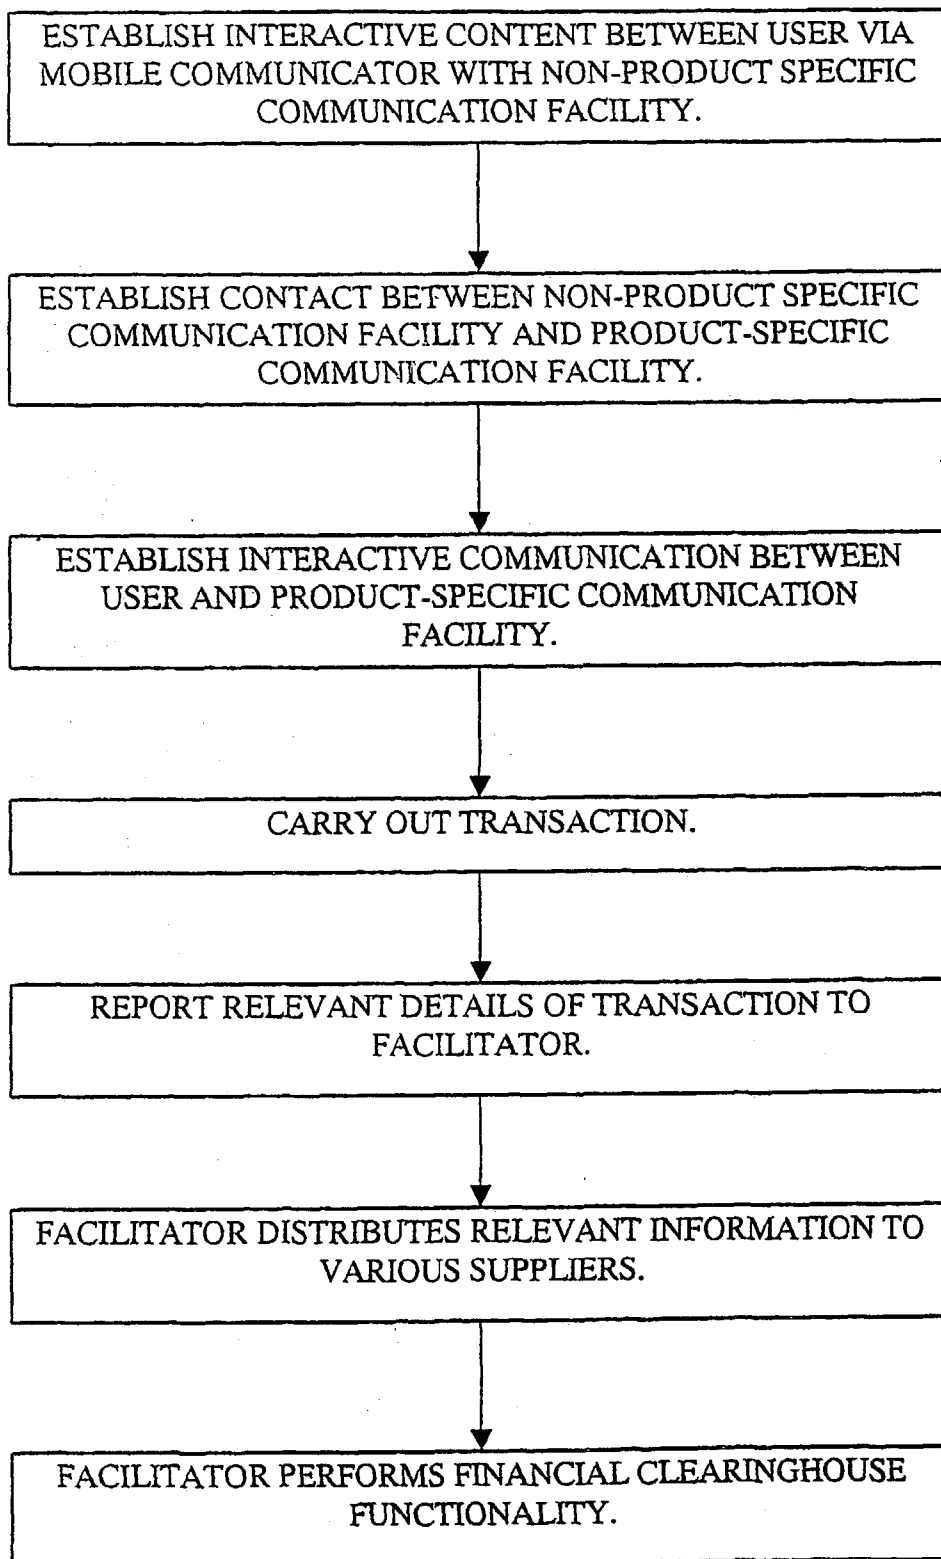 ESTABLISH INTERACTIVE CONTENT BETWEEN USER VIA
MOBILE COMMUNICATOR WITH NON-PRODUCT SPECIFIC
COMMUNICATION FACILITY.
ESTABLISH CONTACT BETWEEN NON-PRODUCT SPECIFIC
COMMUNICATION FACILITY AND PRODUCT-SPECIFIC
COMMUNICATION FACILITY.
ESTABLISH INTERACTIVE COMMUNICATION BETWEEN
USER AND PRODUCT-SPECIFIC COMMUNICATION
FACILITY.
CARRY OUT TRANSACTION.
REPORT RELEVANT DETAILS OF TRANSACTION TO
FACILITATOR.
FACILITATOR DISTRIBUTES RELEVANT INFORMATION TO
VARIOUS SUPPLIERS.
FACILITATOR PERFORMS FINANCIAL CLEARINGHOUSE
FUNCTIONALITY.